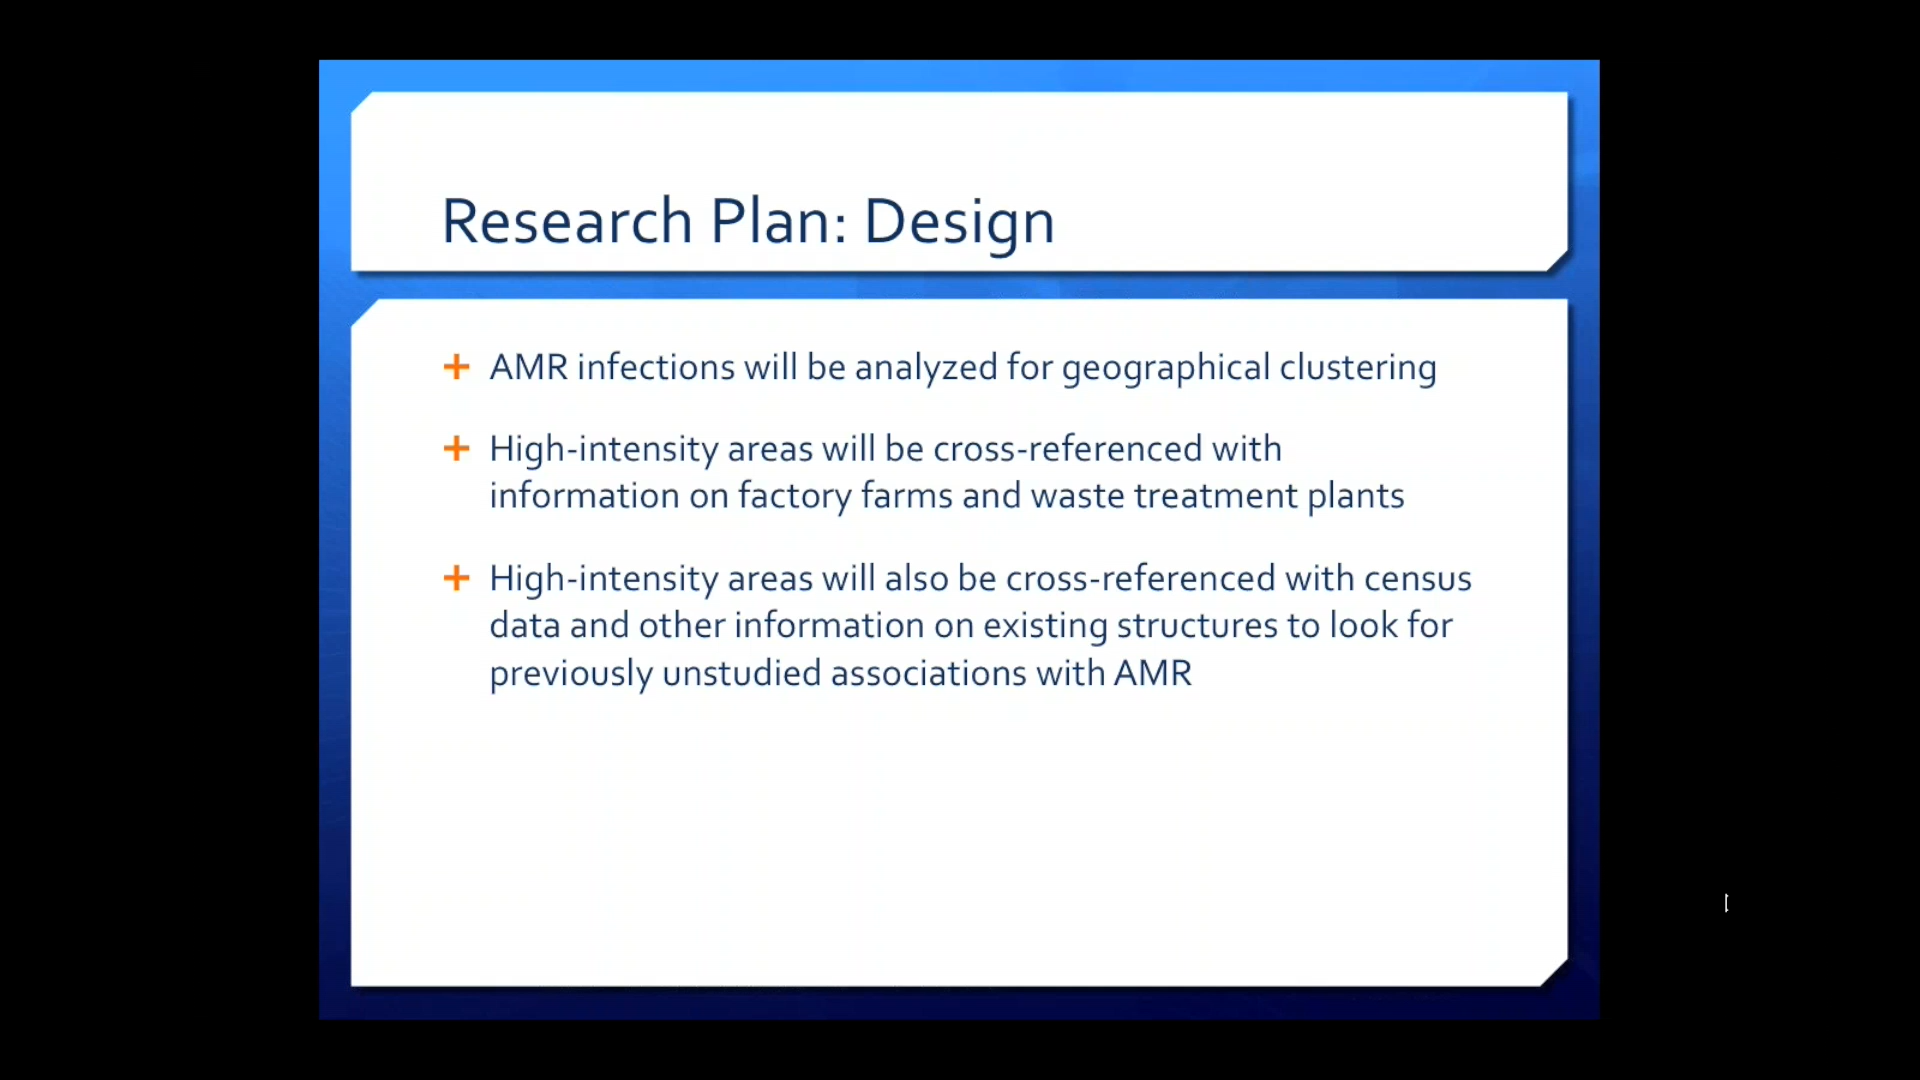 Research Plan: Design
AMR infections will be analyzed for geographical clustering
High-intensity areas will be cross-referenced with
information on factory farms and waste treatment plants
High-intensity areas will also be cross-referenced with census
data and other information on existing structures to look for
previously unstudied associations with AMR